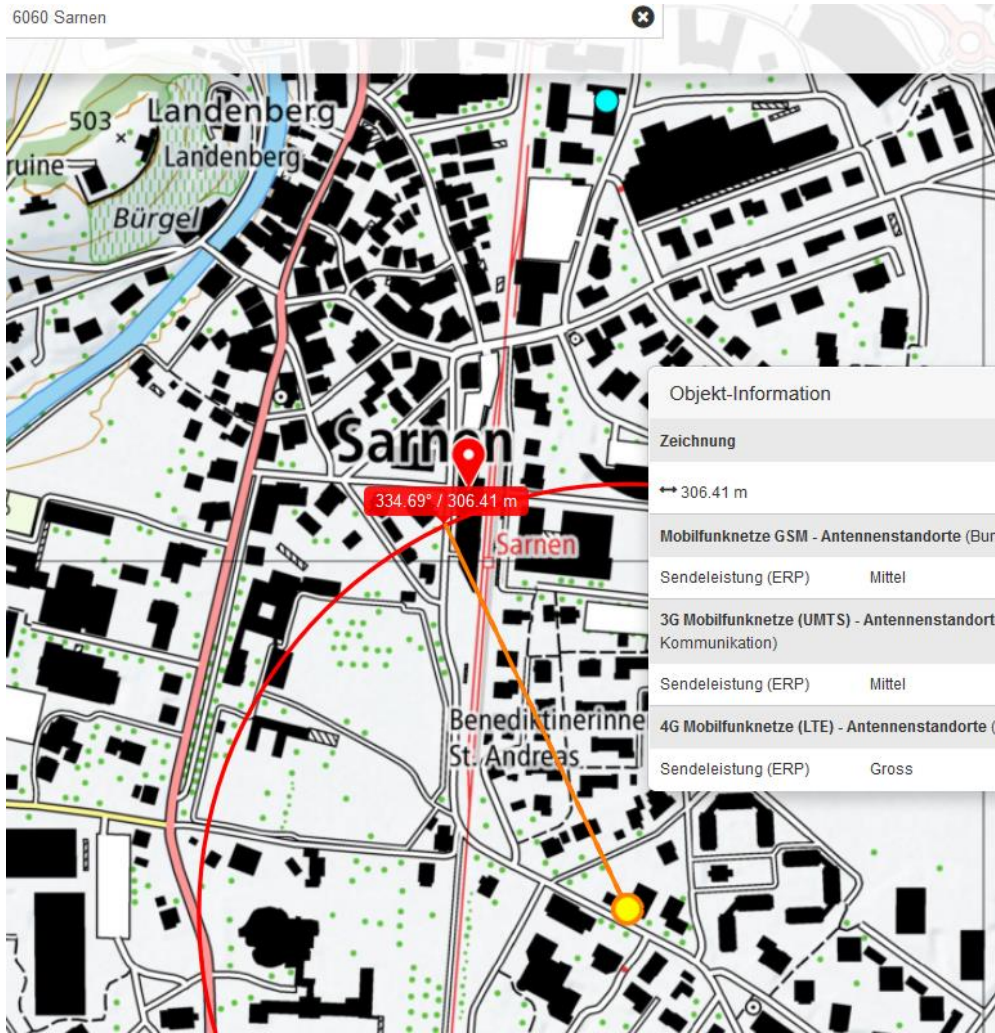 6060 Sarnen
503
Landenberg
Landenberg
ruine
Bürgel
Sarnen
334.69° / 306.41 m
Sarnen
Benediktinerinne
St. Andreas
Objekt-Information
Zeichnung
306.41 m
Mobilfunknetze GSM - Antennenstandorte (Bun
Sendeleistung (ERP) Mittel
3G Mobilfunknetze (UMTS) - Antennenstandort
Kommunikation)
Sendeleistung (ERP) Mittel
4G Mobilfunknetze (LTE) - Antennenstandorte (
Sendeleistung (ERP) Gross